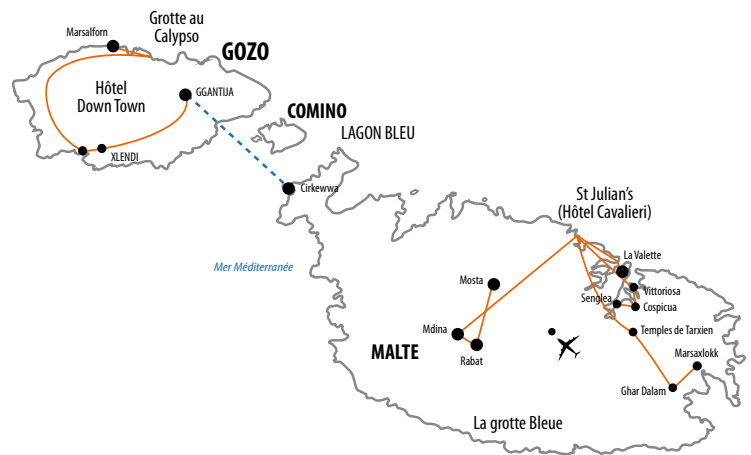 Grotte au
Calypso
Marsalforn
GOZO
Hôtel
Down Town
GGANTIJA
XLENDI
COMINO
LAGON BLEU
Cirkewwa
St Julian's
(Hôtel Cavalieri)
La Valette
Mer Méditerranée
Mosta
Vittoriosa
Senglea
Cospicua
Mdina
Rabat
MALTE
Temples de Tarxien
Marsaxlokk
Ghar Dalam
La grotte Bleue